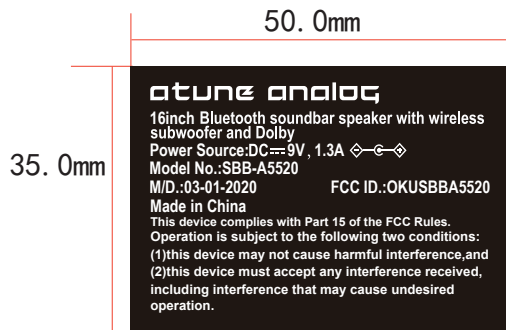 50.0mm
35.0mm
atune analog
16inch Bluetooth soundbar speaker with wireless
subwoofer and Dolby
Power Source:DC⎓9V, 1.3A
Model No.:SBB-A5520
M/D.:03-01-2020 FCC ID.:OKUSBBA5520
Made in China
This device complies with Part 15 of the FCC Rules.
Operation is subject to the following two conditions:
(1)this device may not cause harmful interference,and
(2)this device must accept any interference received,
including interference that may cause undesired
operation.